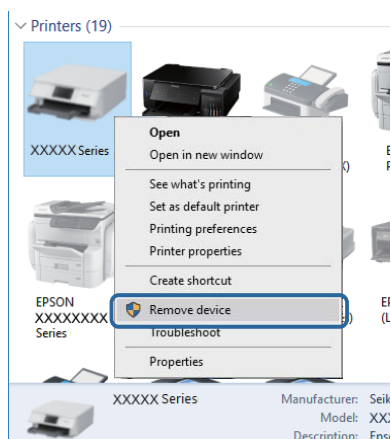 Printers (19)
XXXXX Series
Open
Open in new window
See what's printing
Set as default printer
Printing preferences
Printer properties
Create shortcut
Remove device
Troubleshoot
Properties
EPSON
XXXXXXXX
Series
XXXXX Series
Manufacturer:
Model:
Description: